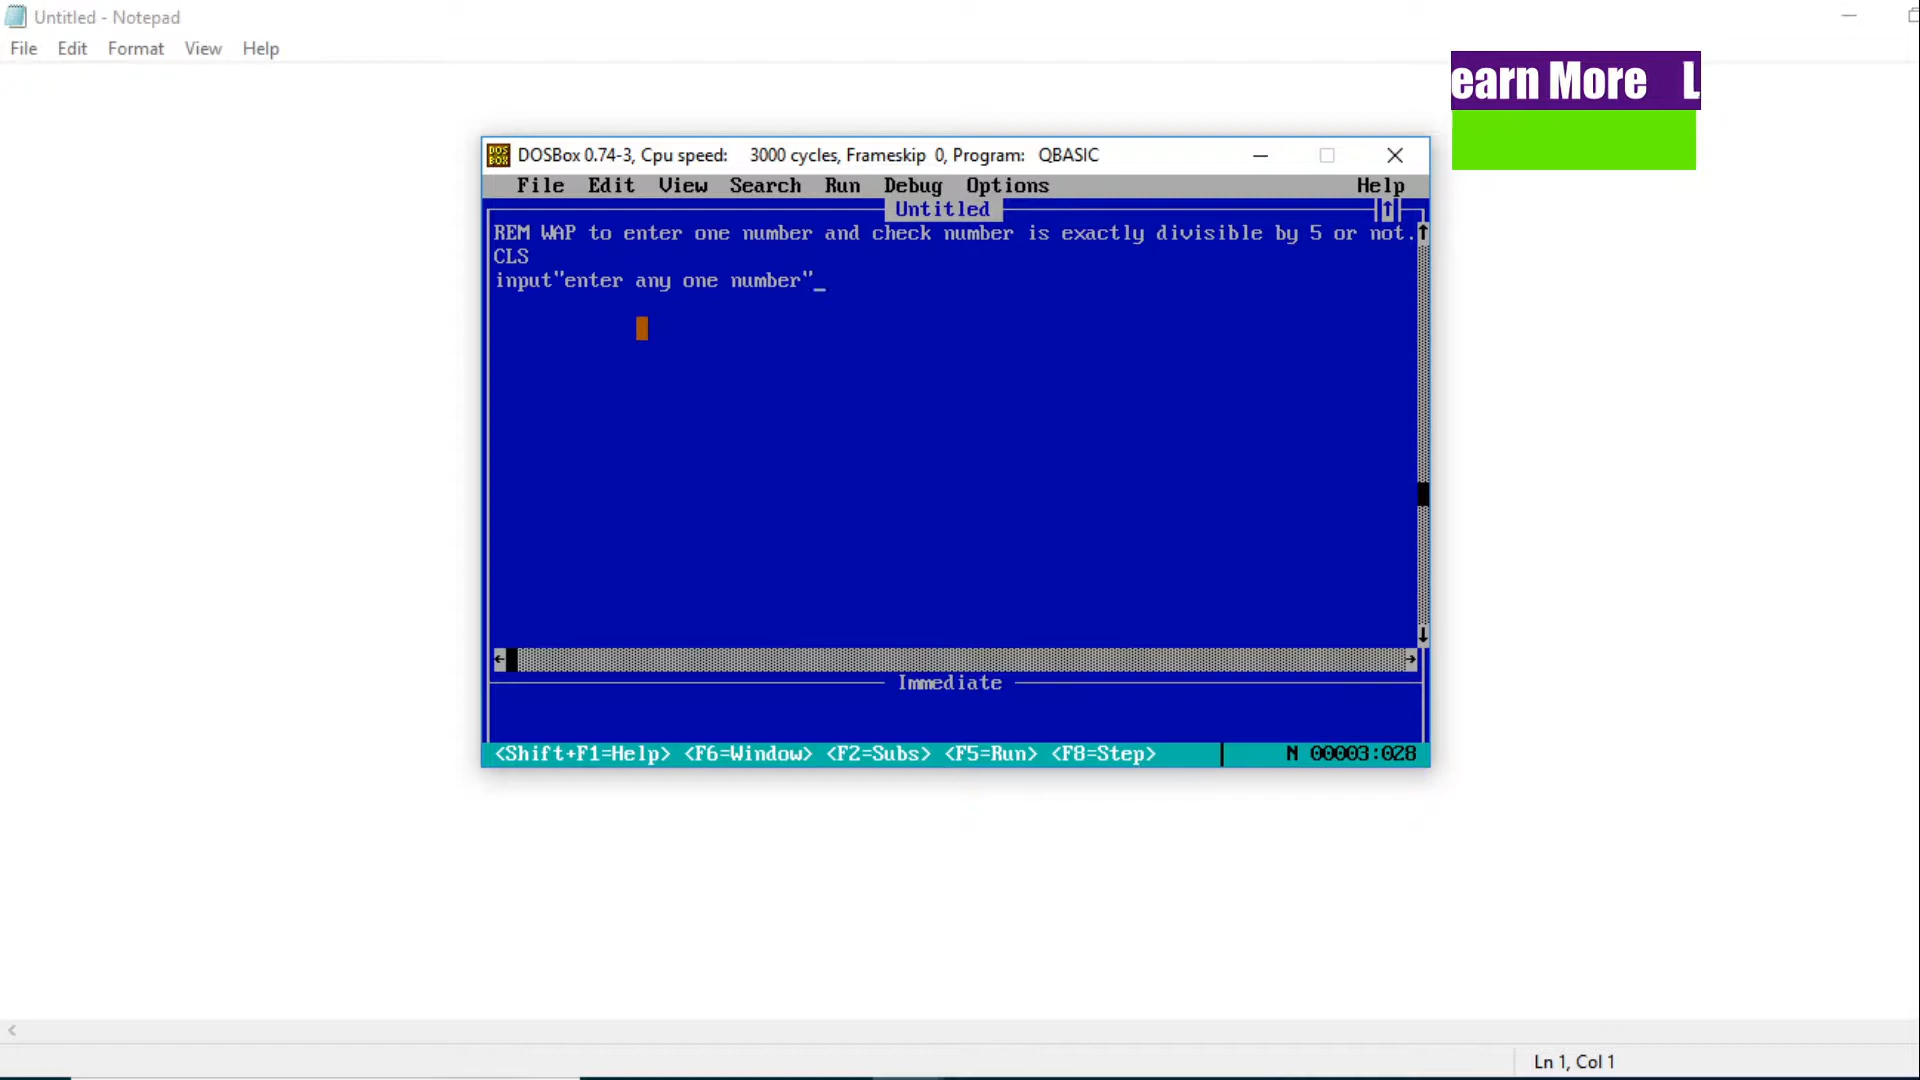 Untitled - Notepad
File Edit Format View Help
earn More L
DOS BOX DOSBox 0.74-3, Cpu speed: 3000 cycles, Frameskip 0, Program: QBASIC
File Edit View Search Run Debug Options Help
Untitled
REM WAP to enter one number and check number is exactly divisible by 5 or not.
CLS
input"enter any one number"_
Immediate
<Shift+F1=Help> <F6=Window> <F2=Subs> <F5=Run> <F8=Step> N 00003:028
Ln 1, Col 1